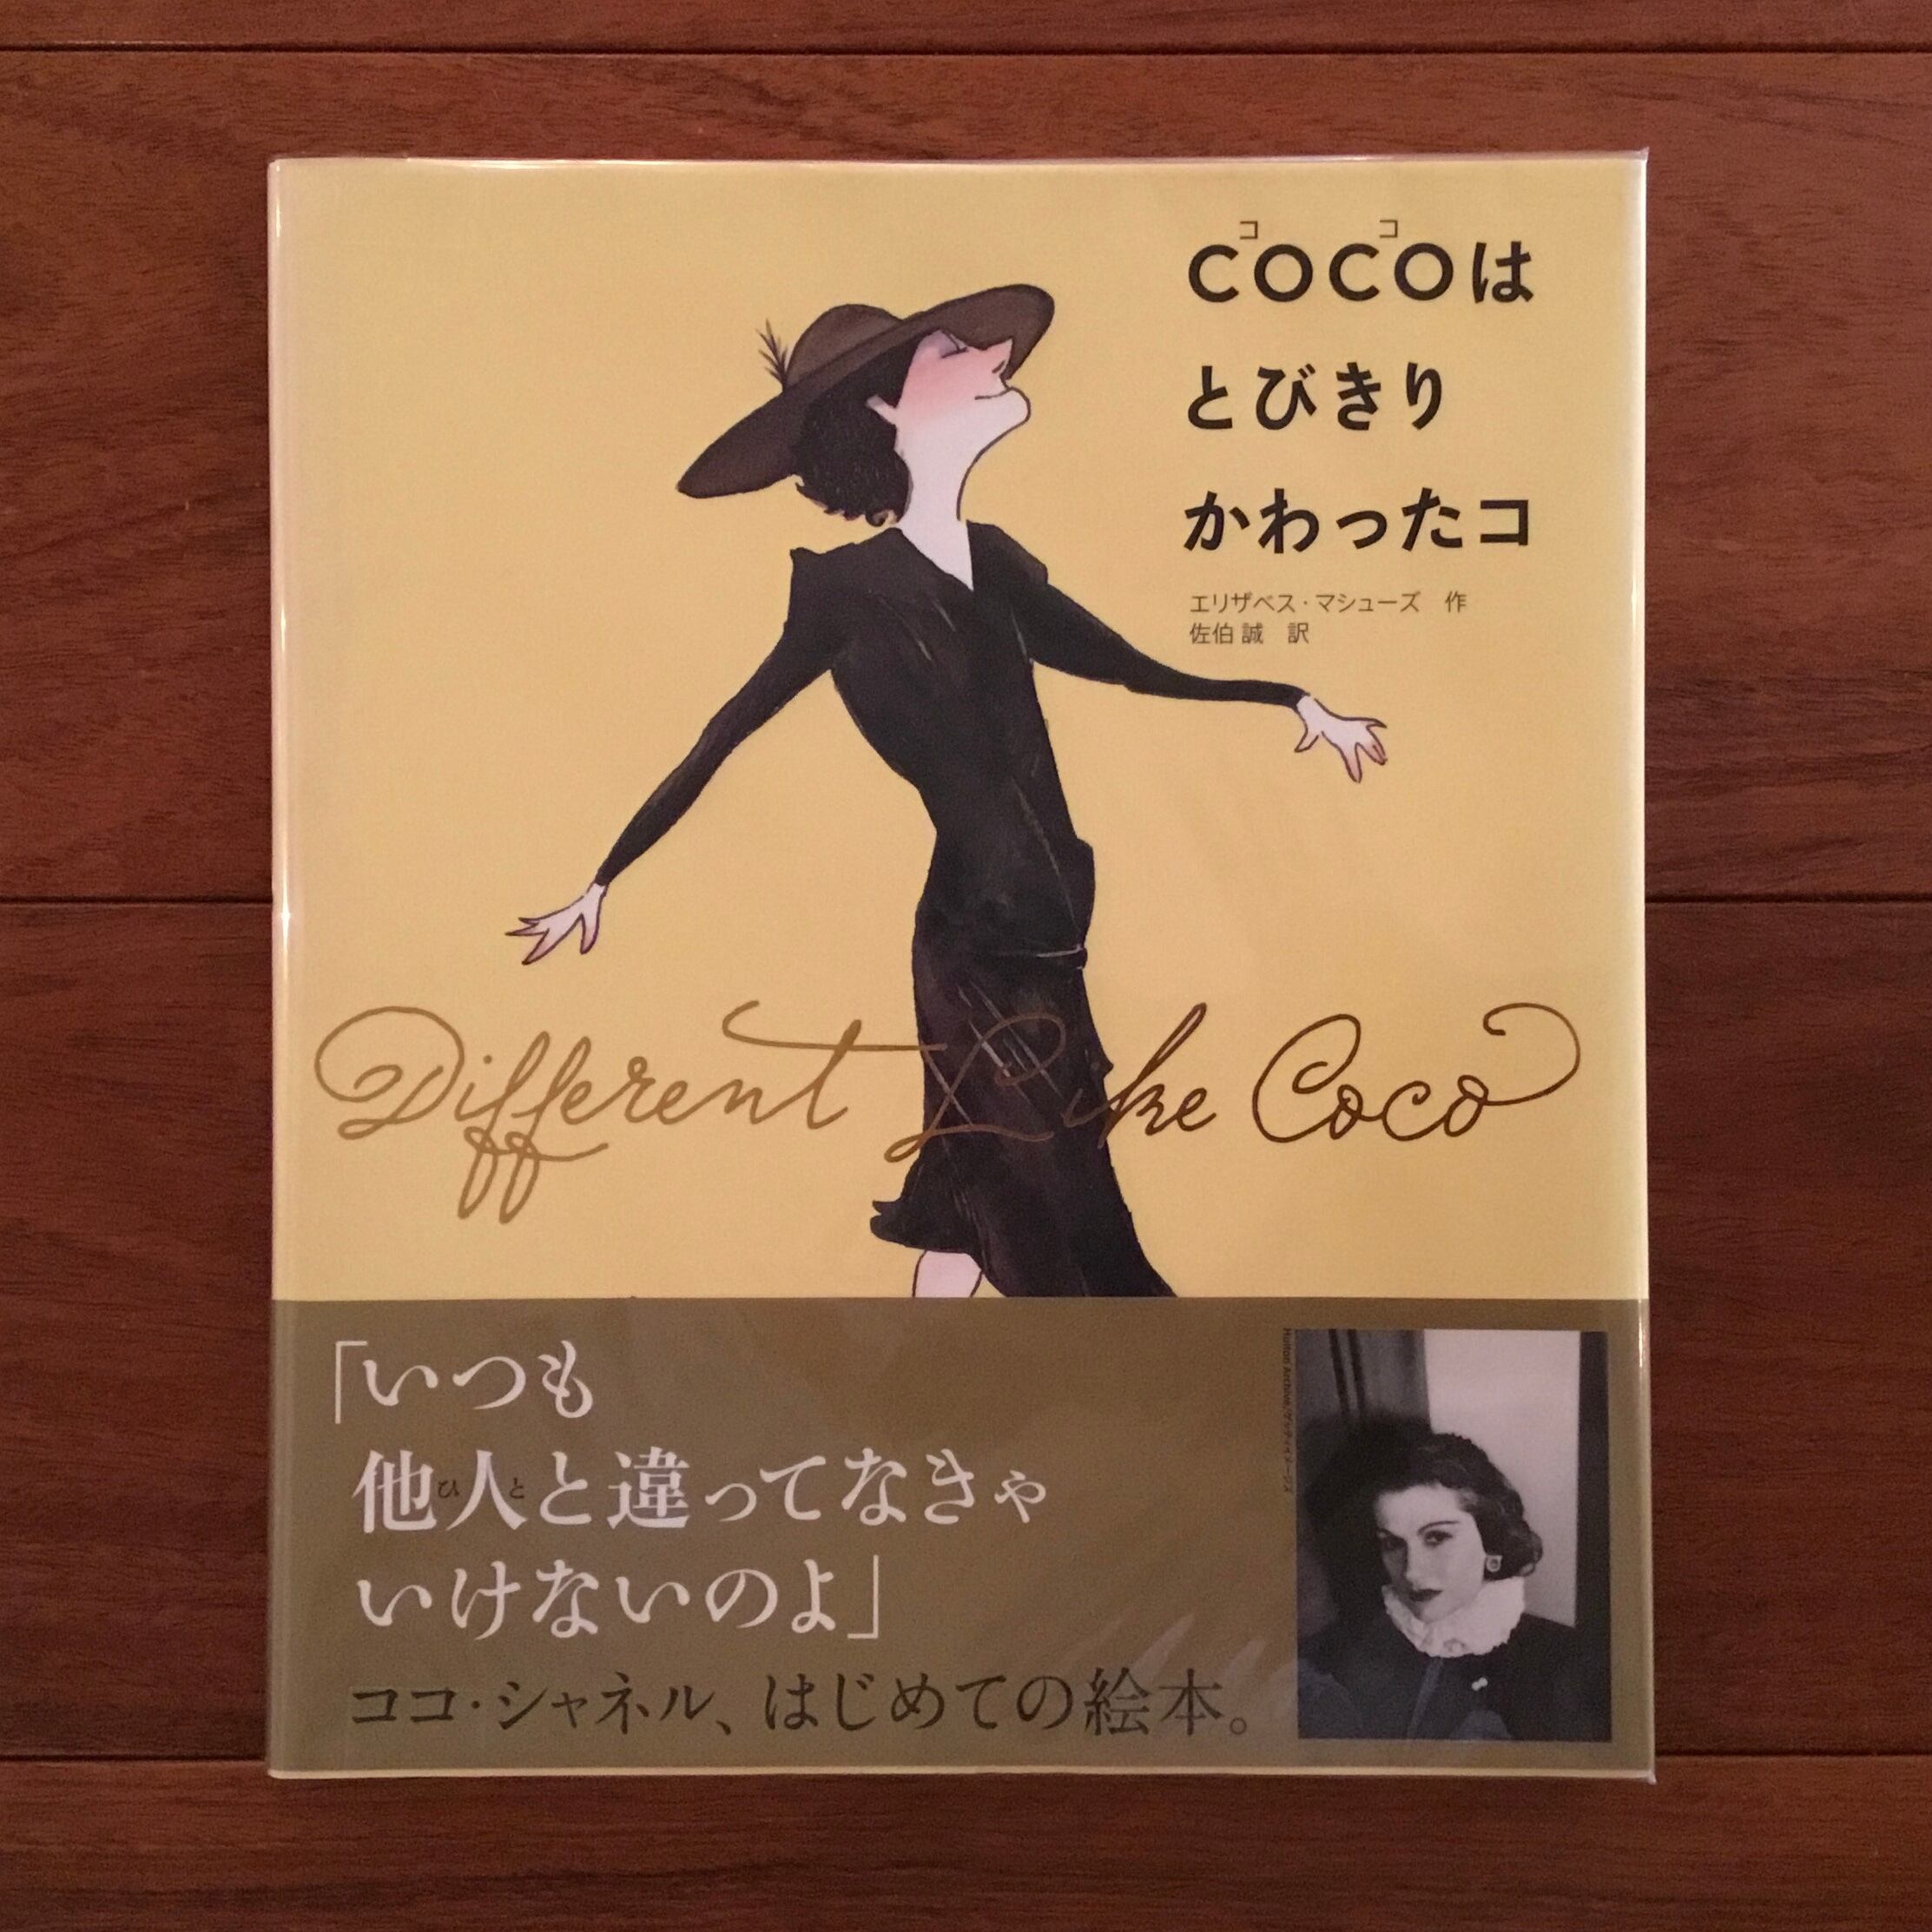 COCOは
とびきり
かわったコ
エリザベス・マシューズ 作
佐伯 誠 訳
Different Like Coco
「いつも
他人と違ってなきゃ
いけないのよ」
ココ・シャネル、はじめての絵本。